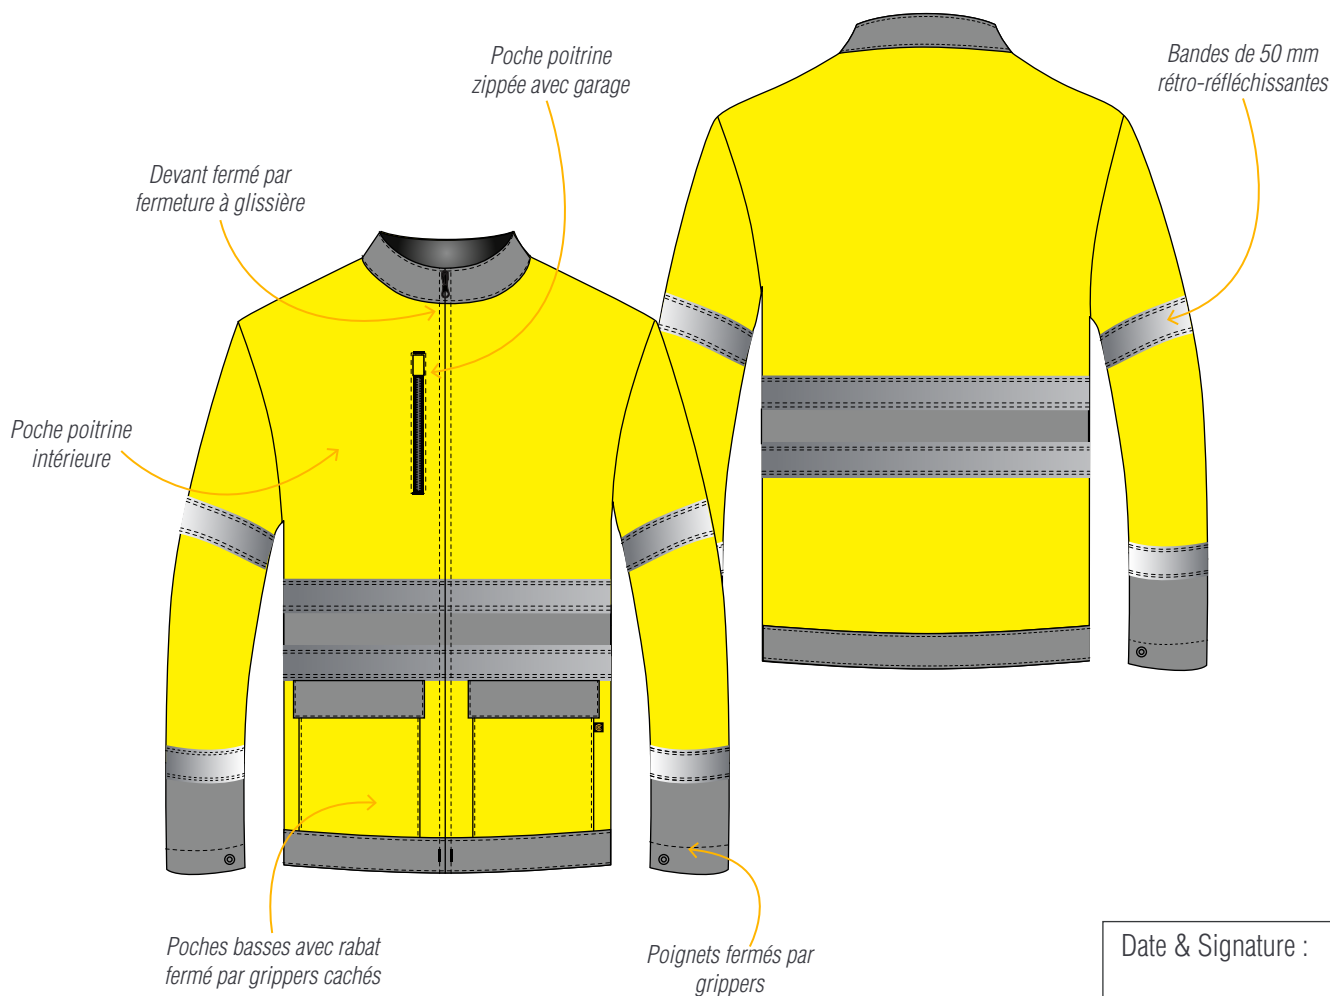 Poche poitrine
zippée avec garage
Bandes de 50 mm
rétro-réfléchissantes
Devant fermé par
fermeture à glissière
Poche poitrine
intérieure
Poches basses avec rabat
fermé par grippers cachés
Poignets fermés par
grippers
Date & Signature :